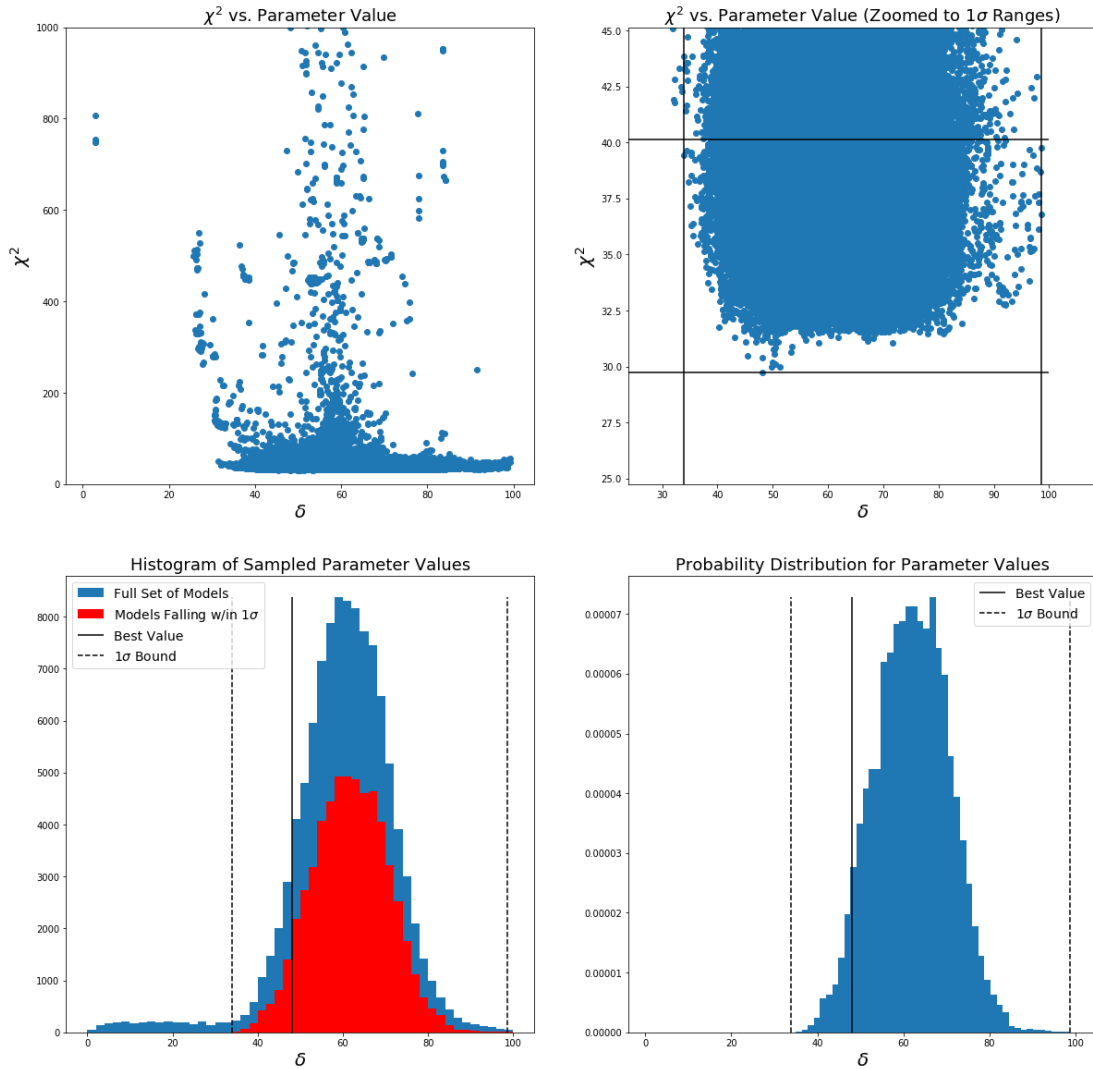 χ² vs. Parameter Value
1000
800
600
400
200
0
χ²
0 20 40 60 80 100
δ
χ² vs. Parameter Value (Zoomed to 1σ Ranges)
45.0
42.5
40.0
37.5
35.0
32.5
30.0
27.5
25.0
χ²
30 40 50 60 70 80 90 100
δ
Histogram of Sampled Parameter Values
Full Set of Models
Models Falling w/in 1σ
Best Value
1σ Bound
8000
7000
6000
5000
4000
3000
2000
1000
0
0 20 40 60 80 100
δ
Probability Distribution for Parameter Values
Best Value
1σ Bound
0.00007
0.00006
0.00005
0.00004
0.00003
0.00002
0.00001
0.00000
0 20 40 60 80 100
δ